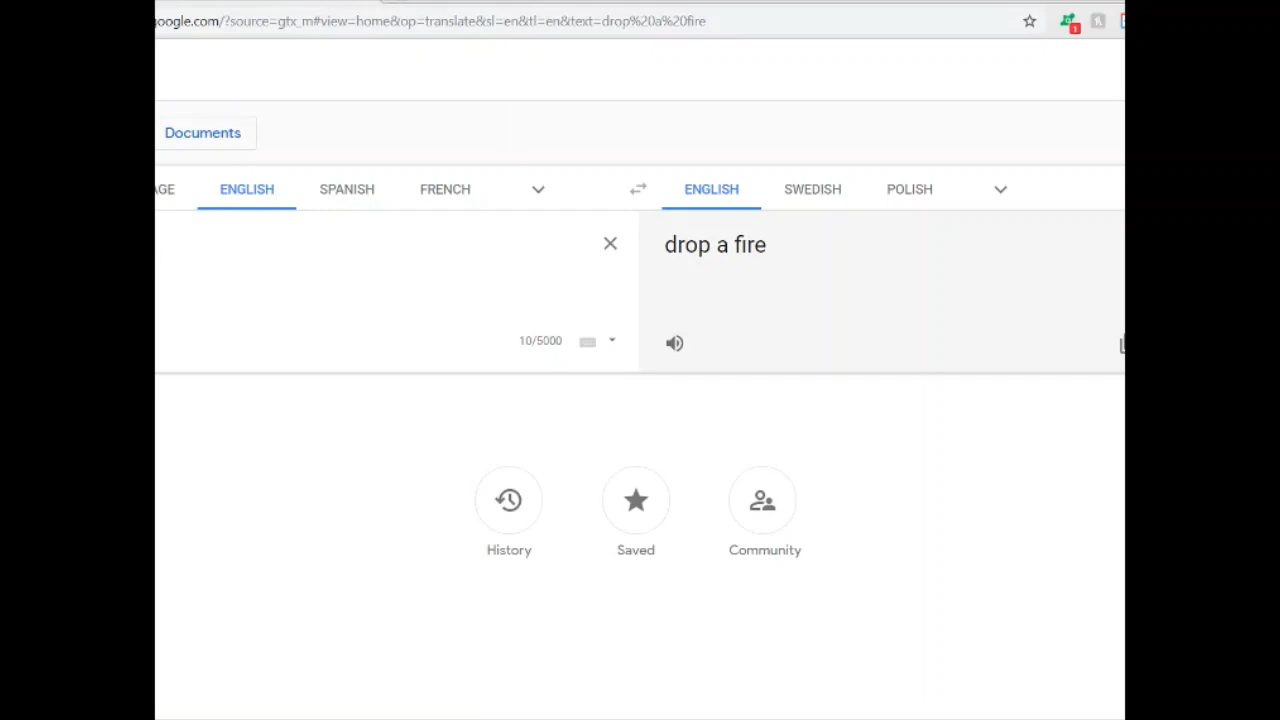 oogle.com/?source=gtx_m#view=home&op=translate&sl=en&tl=en&text=drop%20a%20fire
1
Documents
AGE ENGLISH SPANISH FRENCH ENGLISH SWEDISH POLISH
drop a fire
10/5000
History Saved Community